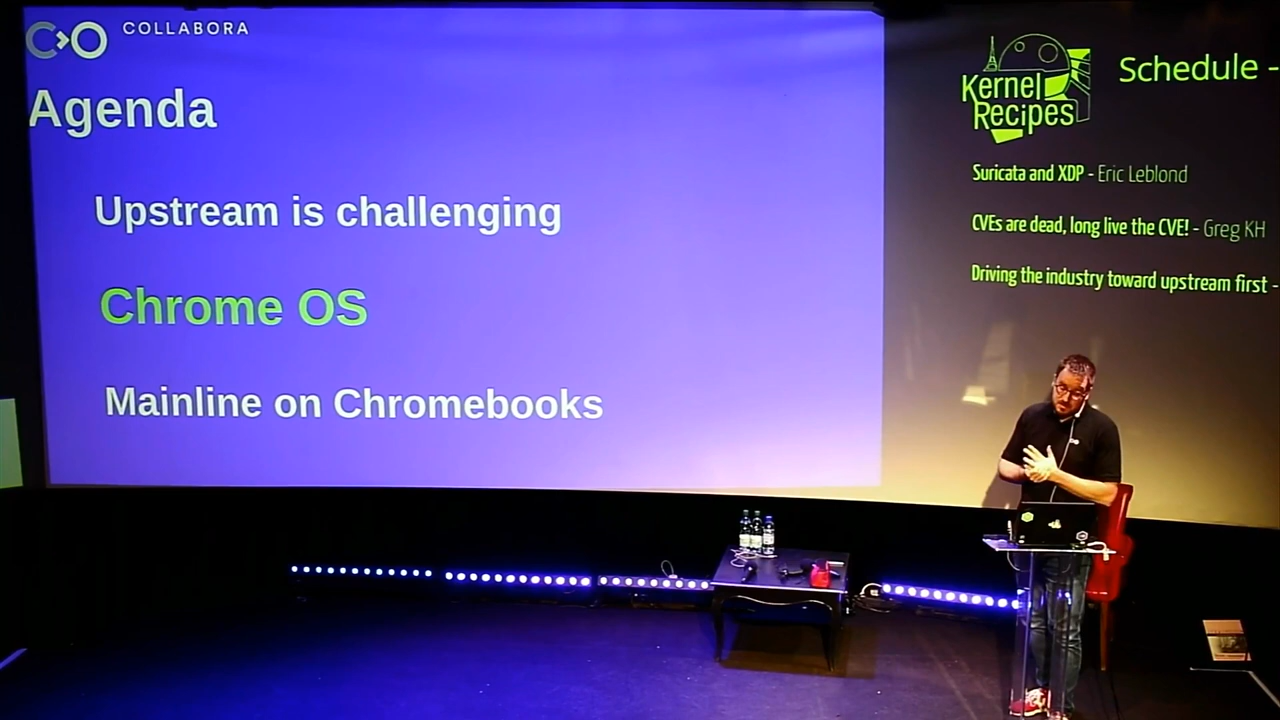 COLLABORA
Agenda
Upstream is challenging
Chrome OS
Mainline on Chromebooks
Kernel
Recipes
Schedule -
Suricata and XDP - Eric Leblond
CVEs are dead, long live the CVE! - Greg KH
Driving the industry toward upstream first -